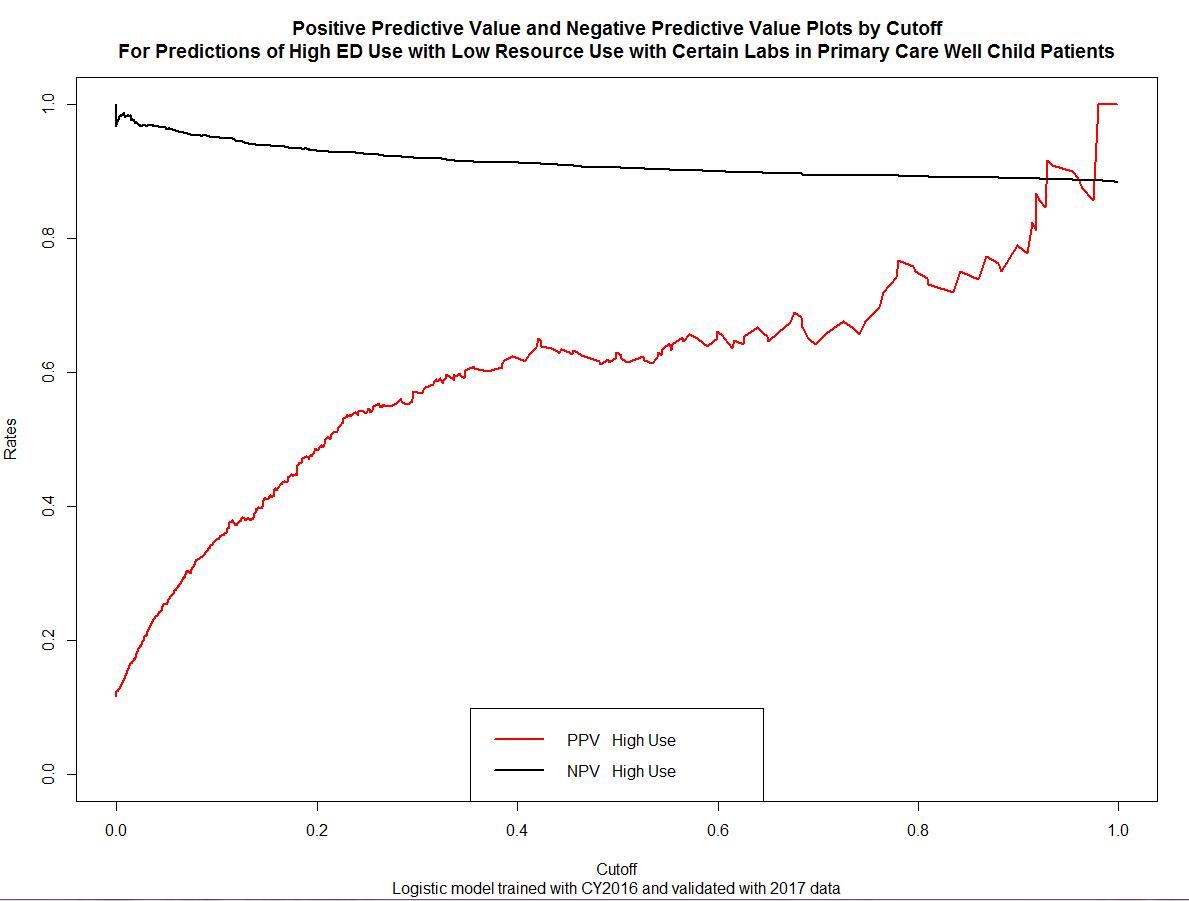 Positive Predictive Value and Negative Predictive Value Plots by Cutoff
For Predictions of High ED Use with Low Resource Use with Certain Labs in Primary Care Well Child Patients
Rates
1.0
0.8
0.6
0.4
0.2
0.0
PPV High Use
NPV High Use
0.0 0.2 0.4 0.6 0.8 1.0
Cutoff
Logistic model trained with CY2016 and validated with 2017 data